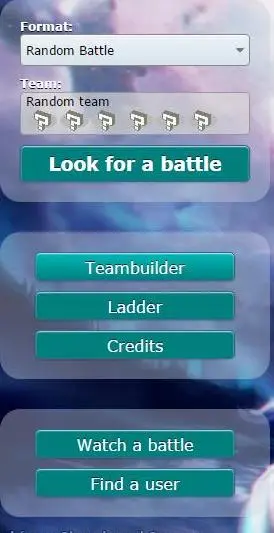 Format:
Random Battle
Team:
Random team
Look for a battle
Teambuilder
Ladder
Credits
Watch a battle
Find a user